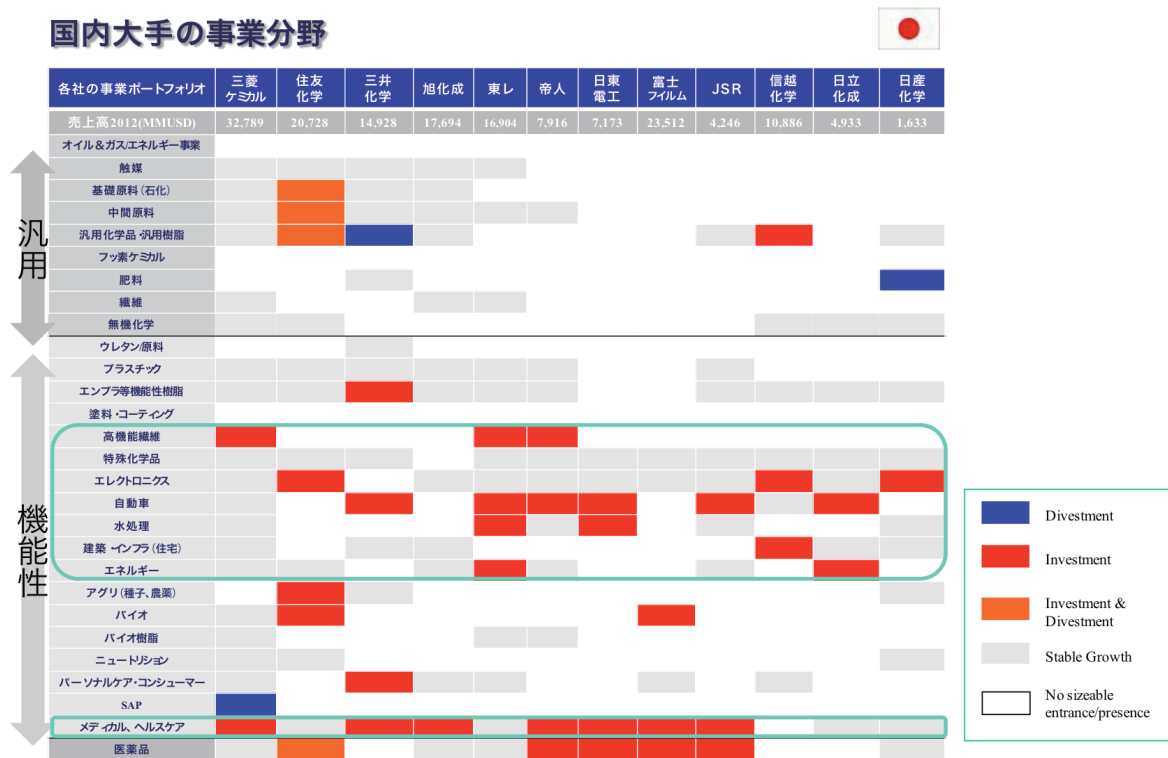 国内大手の事業分野
各社の事業ポートフォリオ 三菱ケミカル 住友化学 三井化学 旭化成 東レ 帝人 日東電工 富士フイルム JSR 信越化学 日立化成 日産化学
売上高2012(MMUSD) 32,789 20,728 14,928 17,694 16,904 7,916 7,173 23,512 4,246 10,886 4,933 1,633
汎用
オイル&ガス/エネルギー事業
触媒
基礎原料(石化)
中間原料
汎用化学品・汎用樹脂
フッ素ケミカル
肥料
繊維
無機化学
機能性
ウレタン/原料
プラスチック
エンプラ等機能性樹脂
塗料・コーティング
高機能繊維
特殊化学品
エレクトロニクス
自動車
水処理
建築・インフラ(住宅)
エネルギー
アグリ(種子、農薬)
バイオ
バイオ樹脂
ニュートリション
パーソナルケア・コンシューマー
SAP
メディカル、ヘルスケア
医薬品
Divestment
Investment
Investment &
Divestment
Stable Growth
No sizeable
entrance/presence